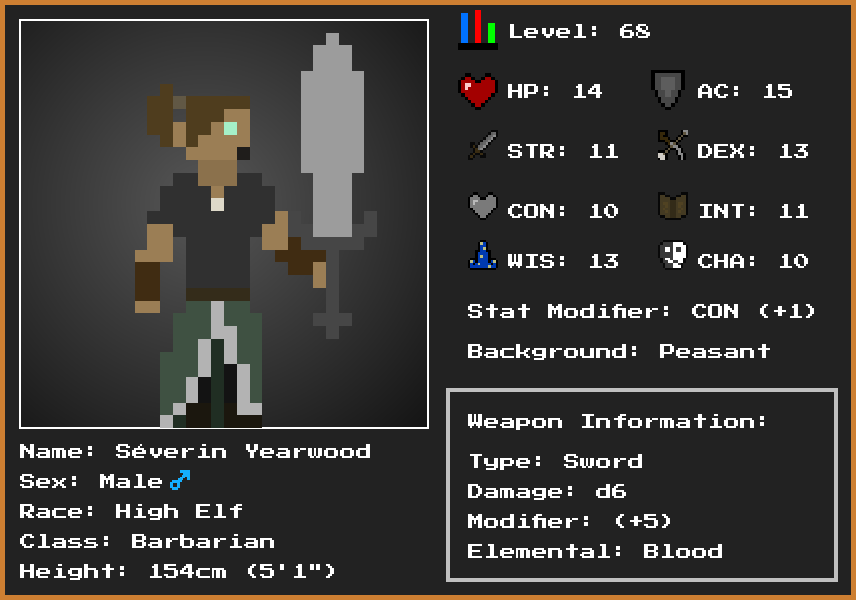 Level: 68
HP: 14
AC: 15
STR: 11
DEX: 13
CON: 10
INT: 11
WIS: 13
CHA: 10
Stat Modifier: CON (+1)
Background: Peasant
Weapon Information:
Type: Sword
Damage: d6
Modifier: (+5)
Elemental: Blood
Name: Séverin Yearwood
Sex: Male♂
Race: High Elf
Class: Barbarian
Height: 154cm (5'1")